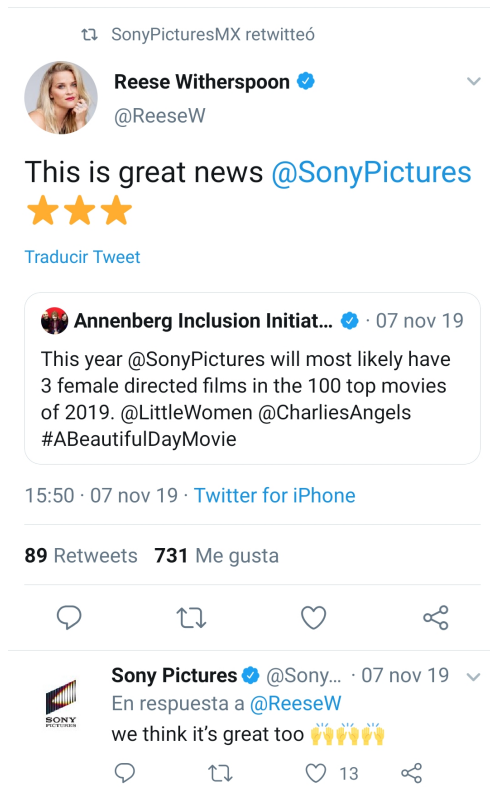 SonyPicturesMX retwitteó
Reese Witherspoon
@ReeseW
This is great news @SonyPictures
⭐⭐⭐
Traducir Tweet
Annenberg Inclusion Initiat... · 07 nov 19
This year @SonyPictures will most likely have
3 female directed films in the 100 top movies
of 2019. @LittleWomen @CharliesAngels
#ABeautifulDayMovie
15:50 · 07 nov 19 · Twitter for iPhone
89 Retweets 731 Me gusta
Sony Pictures @Sony... · 07 nov 19
SONY
PICTURES
En respuesta a @ReeseW
we think it's great too 🙌🙌🙌
13